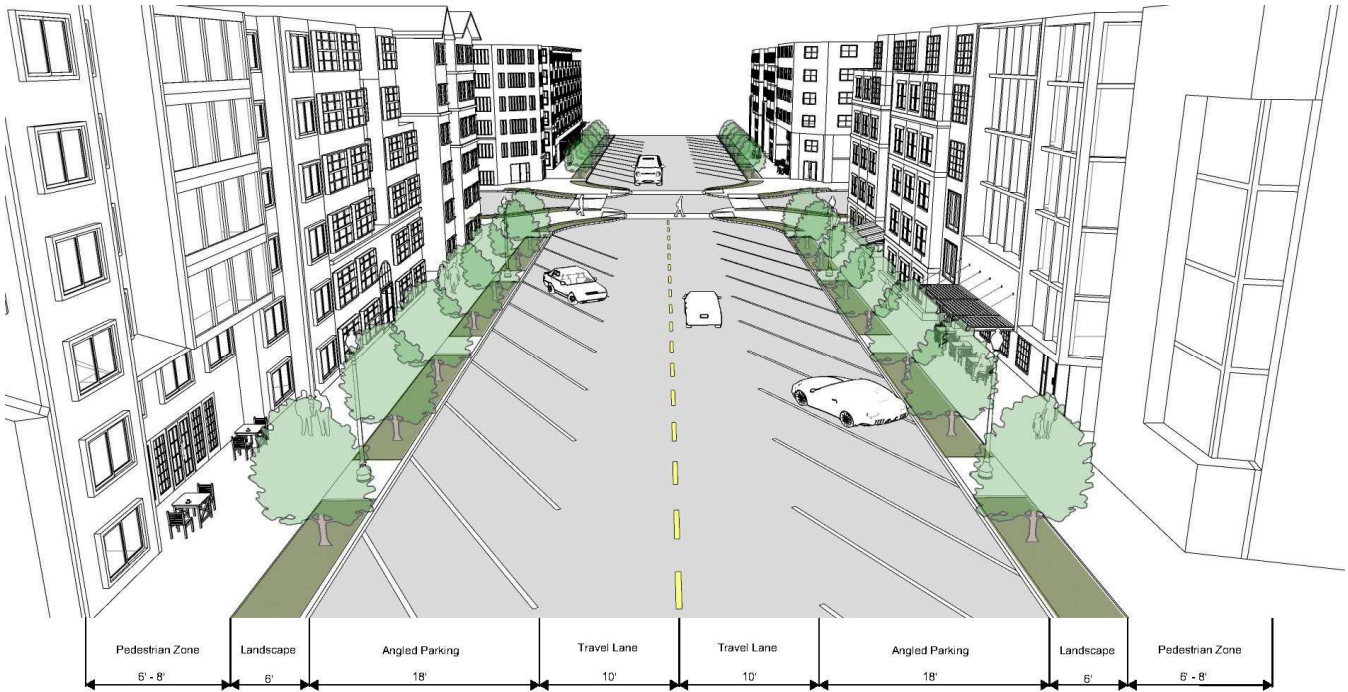 Pedestrian Zone Landscape Angled Parking Travel Lane Travel Lane Angled Parking Landscape Pedestrian Zone
6' - 8' 6' 18' 10' 10' 18' 6' 6' - 8'